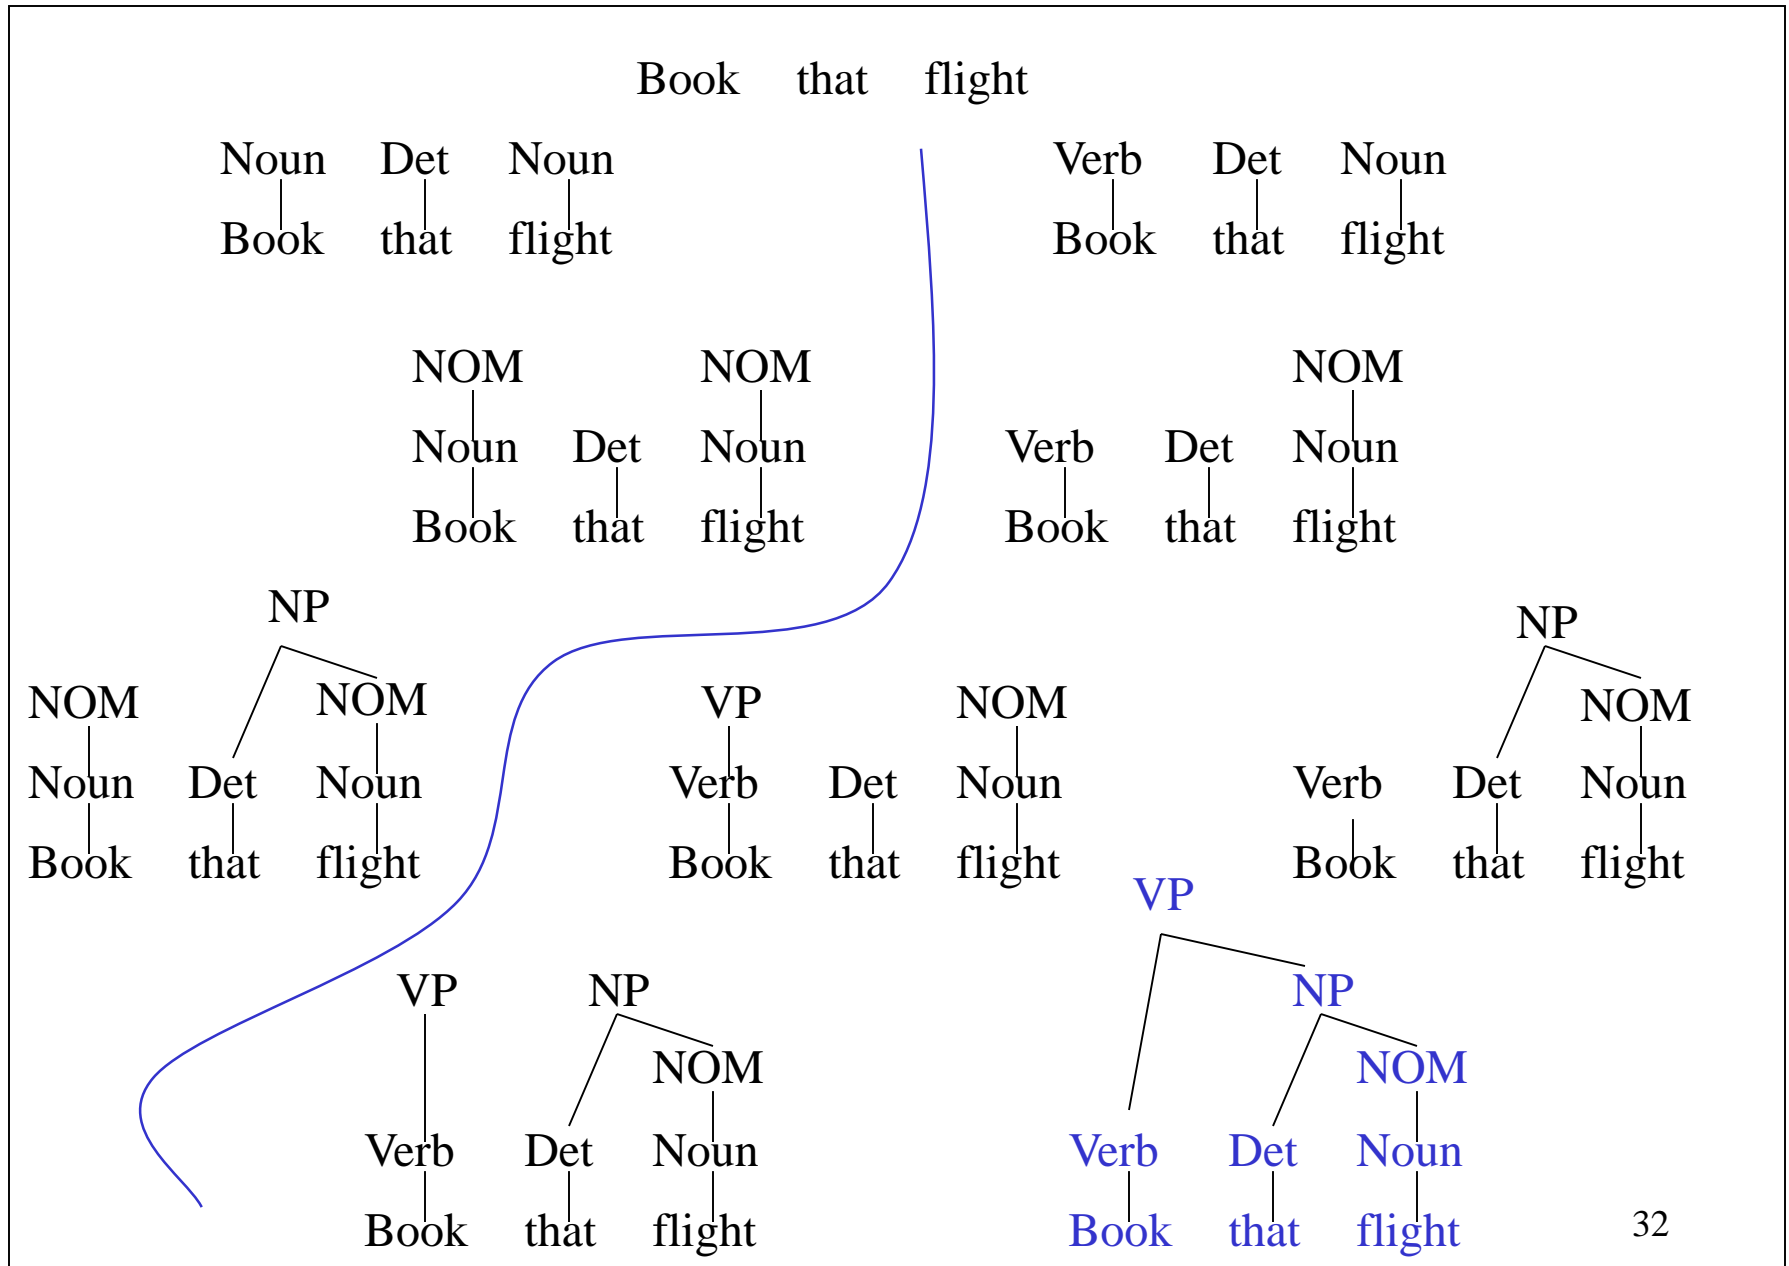 Book that flight
Noun Det Noun Verb Det Noun
Book that flight Book that flight
NOM NOM NOM
Noun Det Noun Verb Det Noun
Book that flight Book that flight
NP NP
NOM NOM VP NOM NOM
Noun Det Noun Verb Det Noun Verb Det Noun
Book that flight Book that flight Book that flight
VP
VP NP NP
NOM NOM
Verb Det Noun Verb Det Noun
Book that flight Book that flight
32